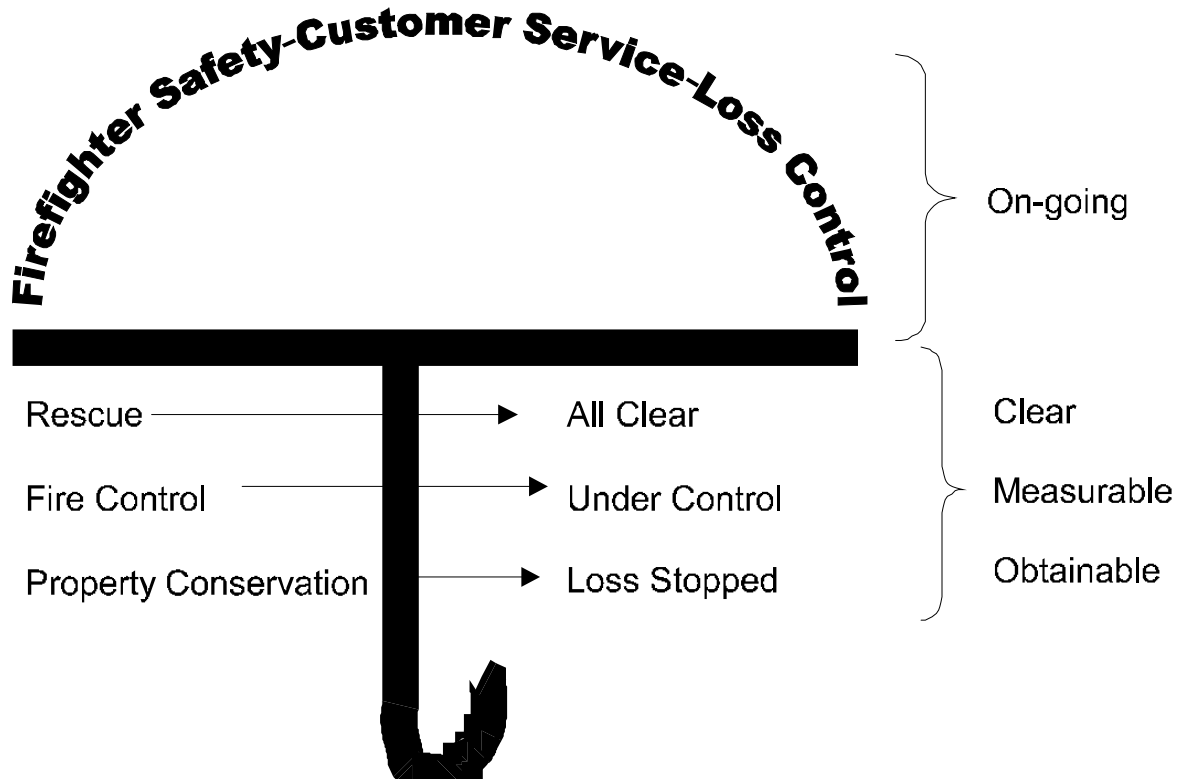 Firefighter Safety-Customer Service-Loss Control
On-going
Rescue All Clear Clear
Fire Control Under Control Measurable
Property Conservation Loss Stopped Obtainable